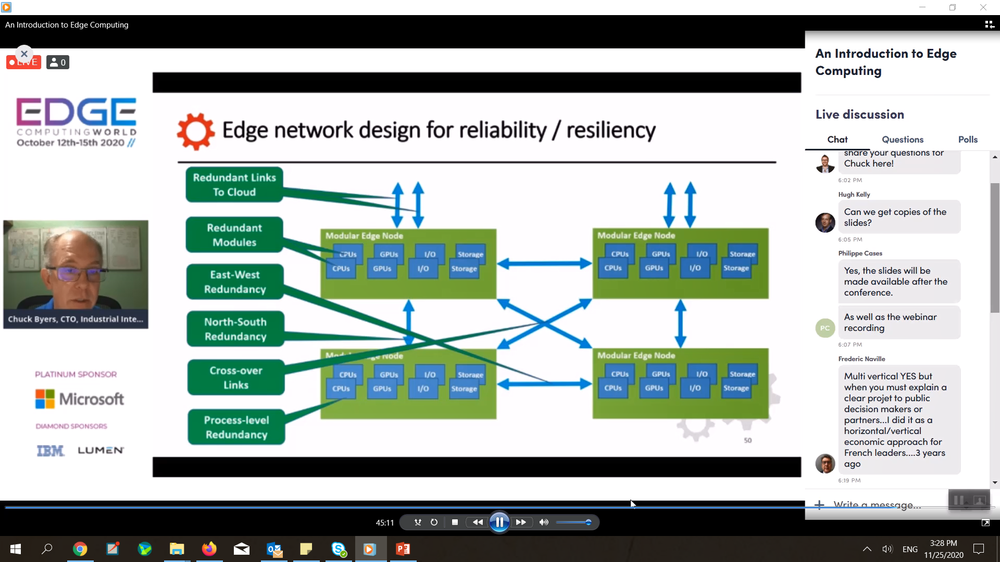 An Introduction to Edge Computing
LIVE
0
EDGE
COMPUTINGWORLD
October 12th-15th 2020 //
Chuck Byers, CTO, Industrial Inte...
PLATINUM SPONSOR
Microsoft
DIAMOND SPONSORS
IBM LUMEN
Edge network design for reliability / resiliency
Redundant Links
To Cloud
Redundant
Modules
East-West
Redundancy
North-South
Redundancy
Cross-over
Links
Process-level
Redundancy
Modular Edge Node
CPUs GPUs I/O Storage
CPUs GPUs I/O Storage
Modular Edge Node
CPUs GPUs I/O Storage
CPUs GPUs I/O Storage
Node
CPUs GPUs I/O Storage
CPUs GPUs I/O Storage
Modular Edge Node
CPUs GPUs I/O Storage
CPUs GPUs I/O Storage
50
An Introduction to Edge
Computing
Live discussion
Chat Questions Polls
share your questions for
Chuck here!
6:02 PM
Hugh Kelly
Can we get copies of the
slides?
6:05 PM
Philippe Cases
Yes, the slides will be
made available after the
conference.
PC
As well as the webinar
recording
6:07 PM
Frederic Naville
Multi vertical YES but
when you must explain a
clear projet to public
decision makers or
partners...I did it as a
horizontal/vertical
economic approach for
French leaders....3 years
ago
6:19 PM
+ Write a message...
45:11
ENG
3:28 PM
11/25/2020